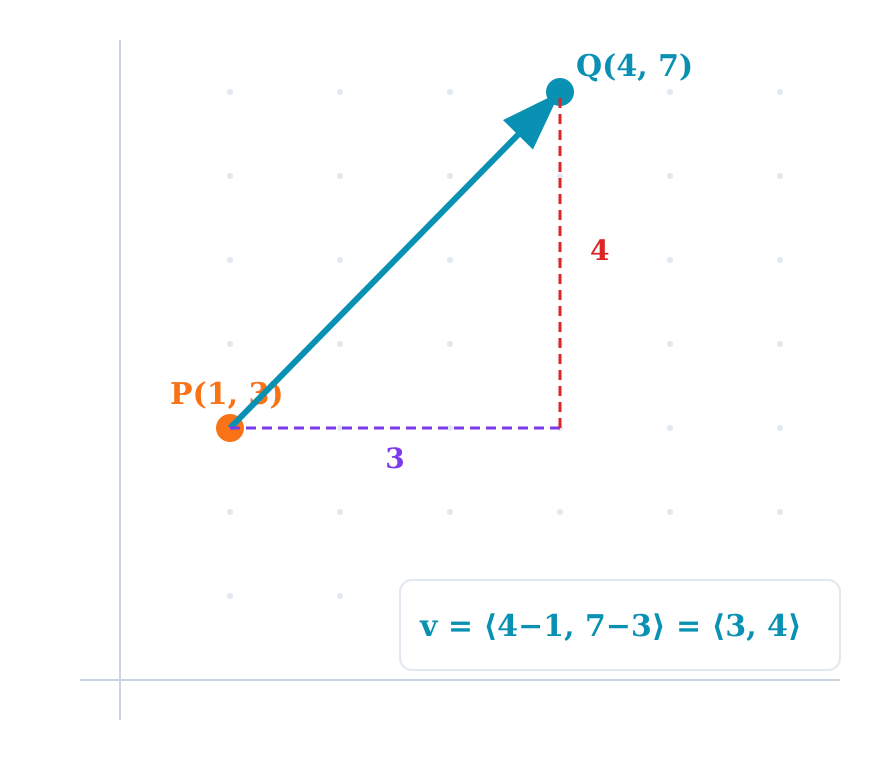 Q(4, 7)
4
P(1, 3)
3
v = ⟨4−1, 7−3⟩ = ⟨3, 4⟩